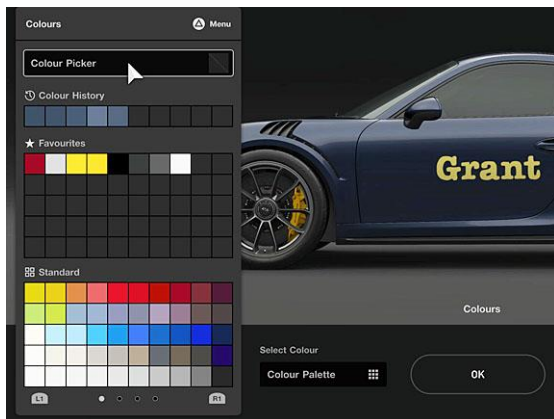 Colours
Menu
Colour Picker
Colour History
Favourites
Standard
L1
R1
Grant
Colours
Select Colour
Colour Palette
OK